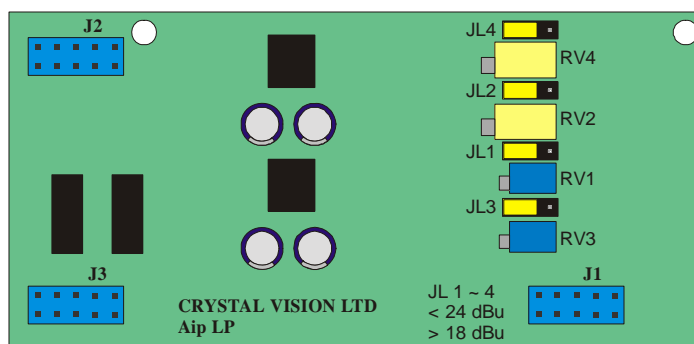 J2
JL4
RV4
JL2
RV2
JL1
RV1
JL3
RV3
J3
J1
CRYSTAL VISION LTD
Aip LP
JL 1 ~ 4
< 24 dBu
> 18 dBu